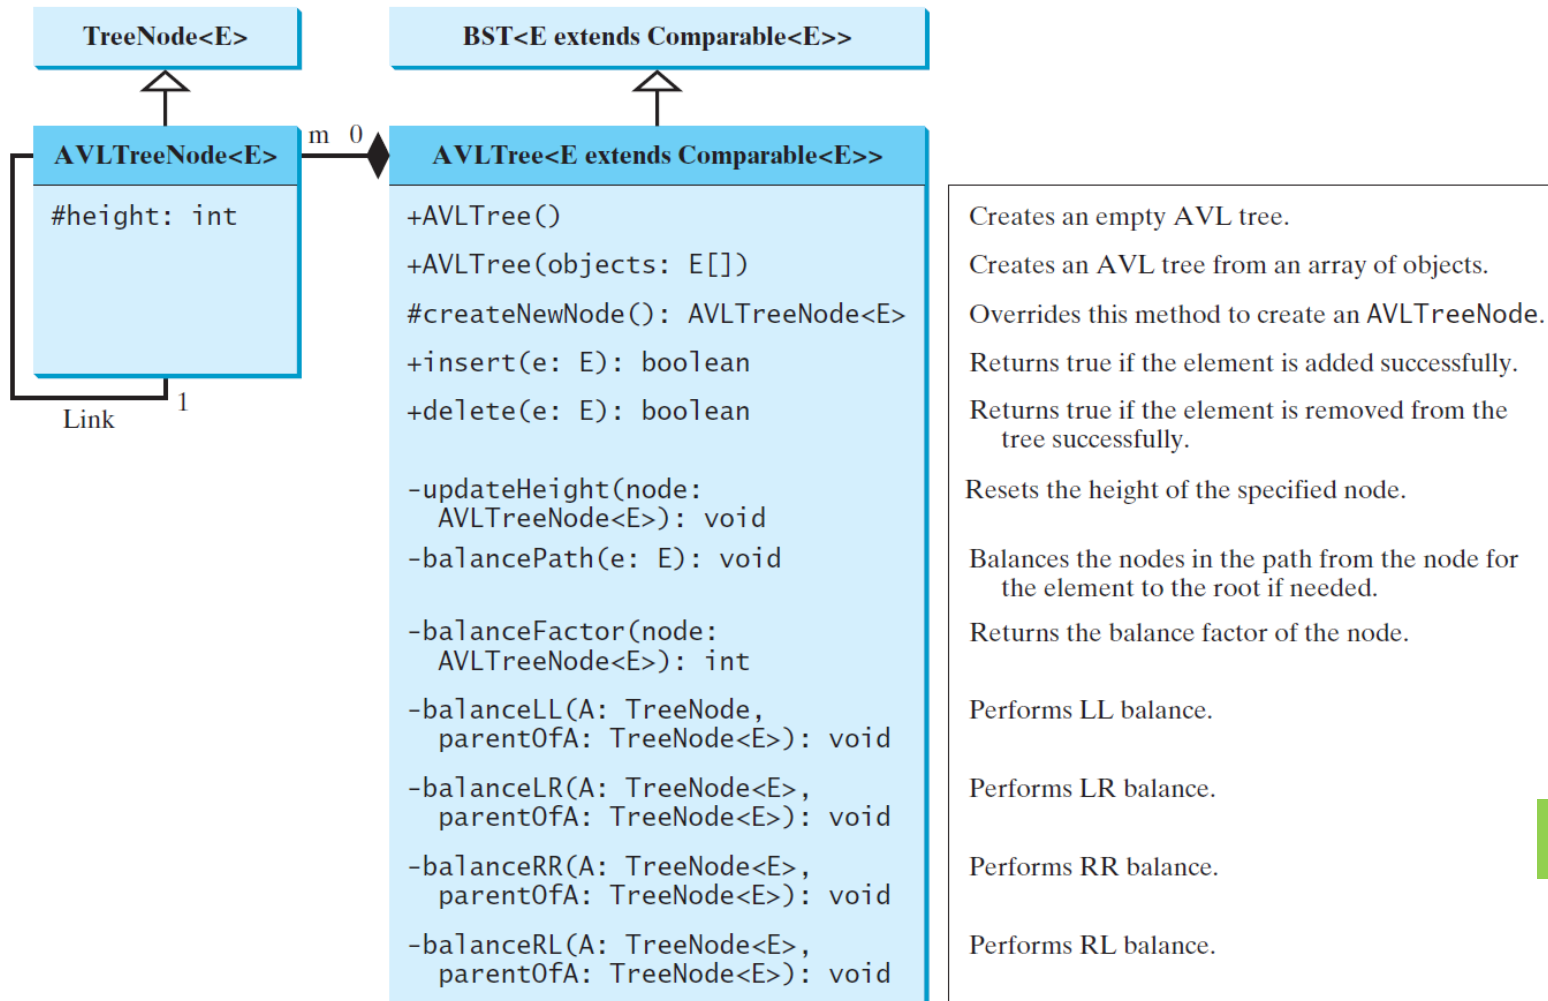 TreeNode<E>
BST<E extends Comparable<E>>
AVLTreeNode<E>
m 0
AVLTree<E extends Comparable<E>>
#height: int
Link
1
+AVLTree()
Creates an empty AVL tree.
+AVLTree(objects: E[])
Creates an AVL tree from an array of objects.
#createNewNode(): AVLTreeNode<E>
Overrides this method to create an AVLTreeNode.
+insert(e: E): boolean
Returns true if the element is added successfully.
+delete(e: E): boolean
Returns true if the element is removed from the
tree successfully.
-updateHeight(node:
AVLTreeNode<E>): void
Resets the height of the specified node.
-balancePath(e: E): void
Balances the nodes in the path from the node for
the element to the root if needed.
-balanceFactor(node:
AVLTreeNode<E>): int
Returns the balance factor of the node.
-balanceLL(A: TreeNode,
parentOfA: TreeNode<E>): void
Performs LL balance.
-balanceLR(A: TreeNode<E>,
parentOfA: TreeNode<E>): void
Performs LR balance.
-balanceRR(A: TreeNode<E>,
parentOfA: TreeNode<E>): void
Performs RR balance.
-balanceRL(A: TreeNode<E>,
parentOfA: TreeNode<E>): void
Performs RL balance.